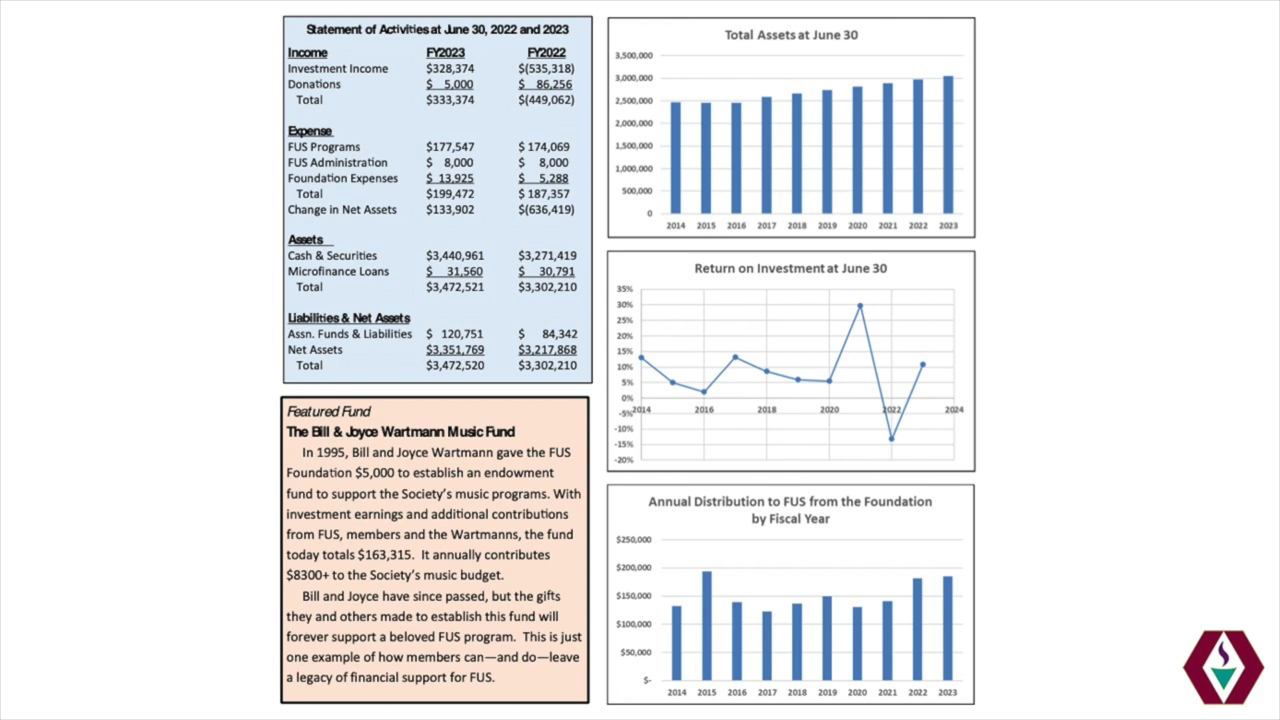 Statement of Activities at June 30, 2022 and 2023
Income FY2023 FY2022
Investment Income $328,374 $(535,318)
Donations $ 5,000 $ 86,256
Total $333,374 $(449,062)
Expense
FUS Programs $177,547 $ 174,069
FUS Administration $ 8,000 $ 8,000
Foundation Expenses $ 13,925 $ 5,288
Total $199,472 $ 187,357
Change in Net Assets $133,902 $(636,419)
Assets
Cash & Securities $3,440,961 $3,271,419
Microfinance Loans $ 31,560 $ 30,791
Total $3,472,521 $3,302,210
Liabilities & Net Assets
Assn. Funds & Liabilities $ 120,751 $ 84,342
Net Assets $3,351,769 $3,217,868
Total $3,472,520 $3,302,210
Featured Fund
The Bill & Joyce Wartmann Music Fund
In 1995, Bill and Joyce Wartmann gave the FUS
Foundation $5,000 to establish an endowment
fund to support the Society's music programs. With
investment earnings and additional contributions
from FUS, members and the Wartmanns, the fund
today totals $163,315. It annually contributes
$8300+ to the Society's music budget.
Bill and Joyce have since passed, but the gifts
they and others made to establish this fund will
forever support a beloved FUS program. This is just
one example of how members can—and do—leave
a legacy of financial support for FUS.
Total Assets at June 30
3,500,000
3,000,000
2,500,000
2,000,000
1,500,000
1,000,000
500,000
0
2014 2015 2016 2017 2018 2019 2020 2021 2022 2023
Return on Investment at June 30
35%
30%
25%
20%
15%
10%
5%
0%
-5%
-10%
-15%
-20%
2014 2016 2018 2020 2022 2024
Annual Distribution to FUS from the Foundation
by Fiscal Year
$250,000
$200,000
$150,000
$100,000
$50,000
$-
2014 2015 2016 2017 2018 2019 2020 2021 2022 2023